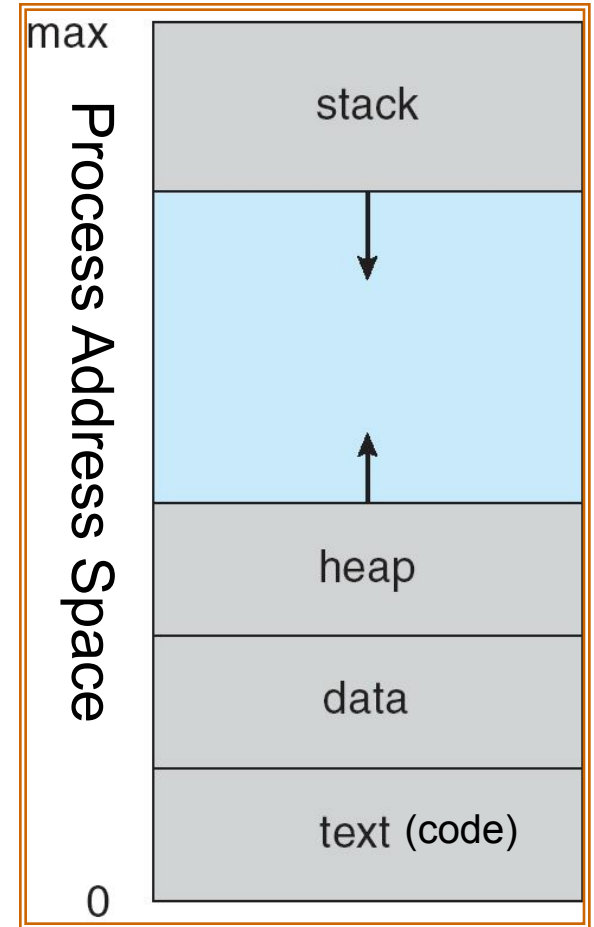 max
stack
Process Address Space
heap
data
text (code)
0